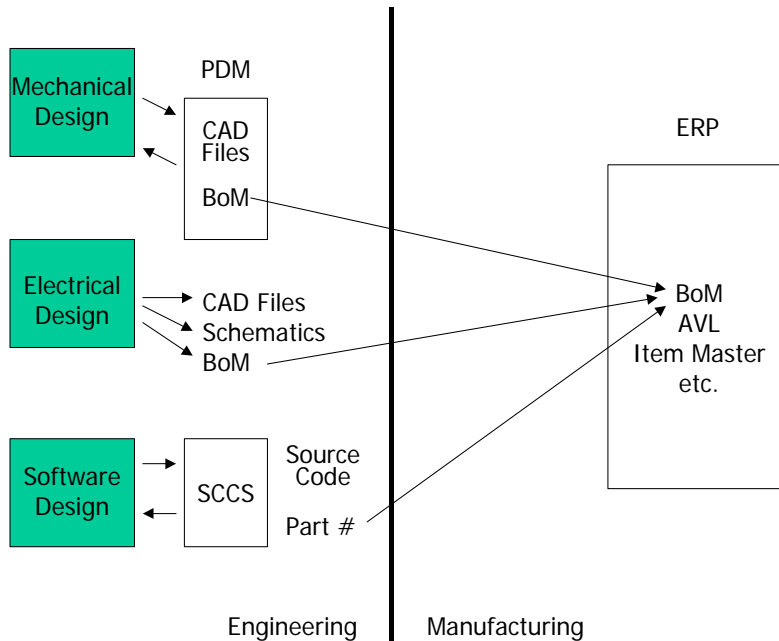 Mechanical
Design
PDM
CAD
Files
BoM
ERP
Electrical
Design
CAD Files
Schematics
BoM
BoM
AVL
Item Master
etc.
Software
Design
SCCS
Source
Code
Part #
Engineering
Manufacturing